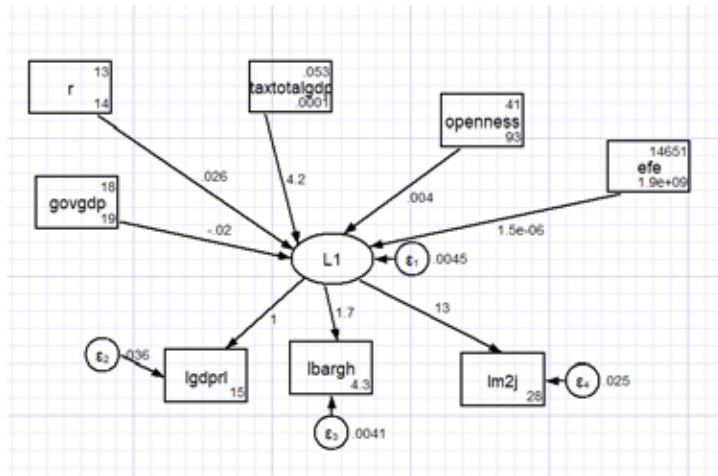 13
r
14
.053
taxtotalgdp
.0001
41
openness
93
14651
efe
1.9e+09
18
govgdp
19
.026
4.2
.004
-.02
1.5e-06
L1
ε1
.0045
1
1.7
13
ε2
.036
lgdprl
15
lbargh
4.3
lm2j
28
ε4
.025
ε3
.0041